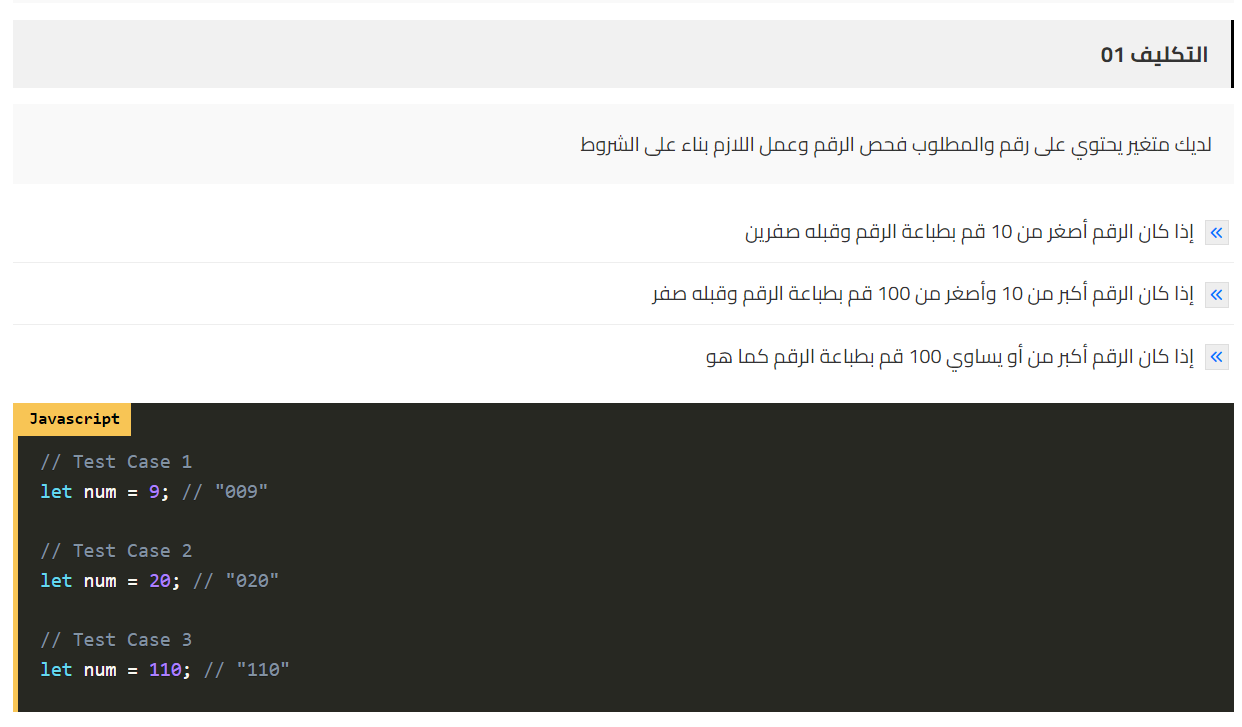 التكليف 01
لديك متغير يحتوي على رقم والمطلوب فحص الرقم وعمل اللازم بناء على الشروط
إذا كان الرقم أصغر من 10 قم بطباعة الرقم وقبله صفرين
إذا كان الرقم أكبر من 10 وأصغر من 100 قم بطباعة الرقم وقبله صفر
إذا كان الرقم أكبر من أو يساوي 100 قم بطباعة الرقم كما هو
Javascript
// Test Case 1
let num = 9; // "009"
// Test Case 2
let num = 20; // "020"
// Test Case 3
let num = 110; // "110"